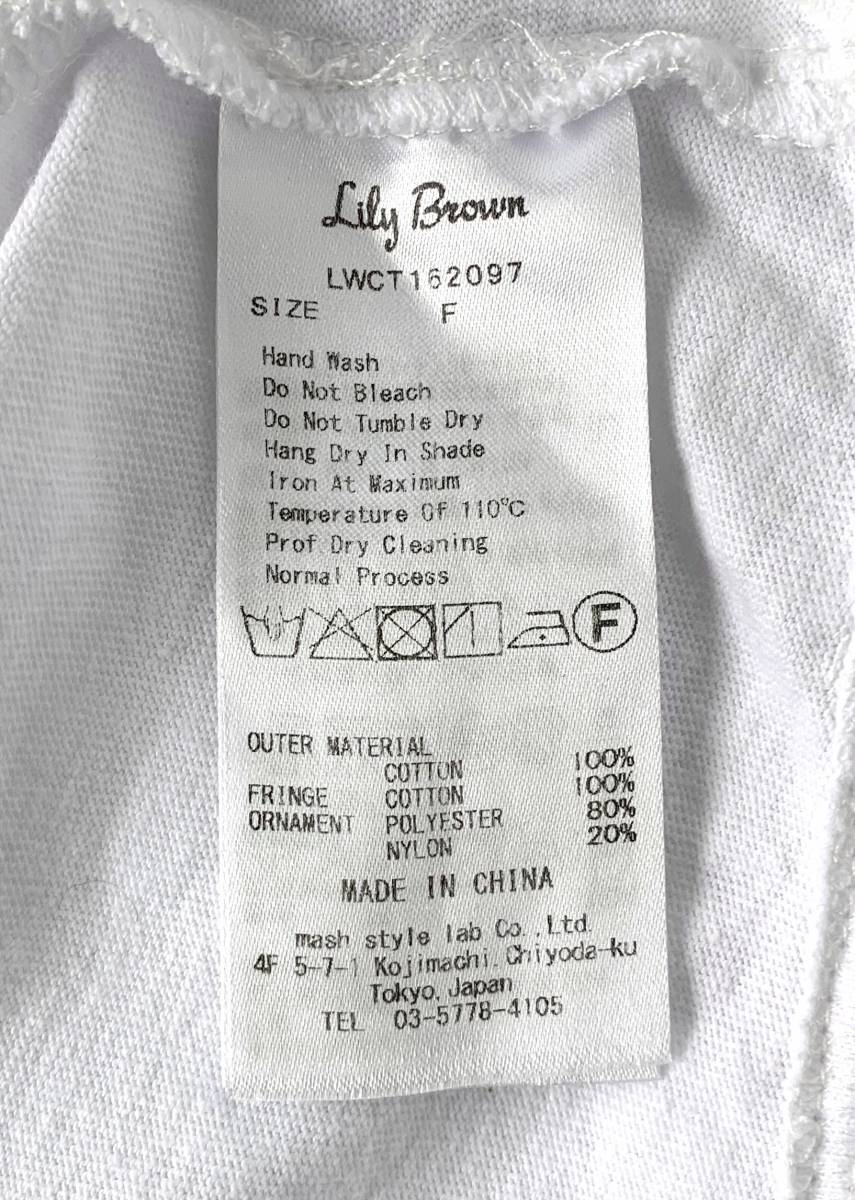 Lily Brown
LWCT162097
SIZE F
Hand Wash
Do Not Bleach
Do Not Tumble Dry
Hang Dry In Shade
Iron At Maximum
Temperature Of 110°C
Prof Dry Cleaning
Normal Process
F
OUTER MATERIAL
COTTON 100%
FRINGE COTTON 100%
ORNAMENT POLYESTER 80%
NYLON 20%
MADE IN CHINA
mash style lab Co.,Ltd.
4F 5-7-1 Kojimachi. Chiyoda-ku
Tokyo, Japan
TEL 03-5778-4105